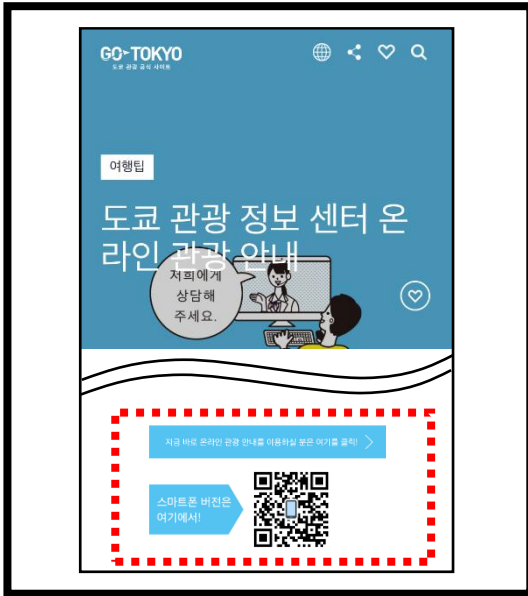 GO TOKYO
도쿄 관광 공식 사이트
여행팁
도쿄 관광 정보 센터 온
라인 관광 안내
저희에게
상담해
주세요.
지금 바로 온라인 관광 안내를 이용하실 분은 여기를 클릭!
스마트폰 버전은
여기에서!